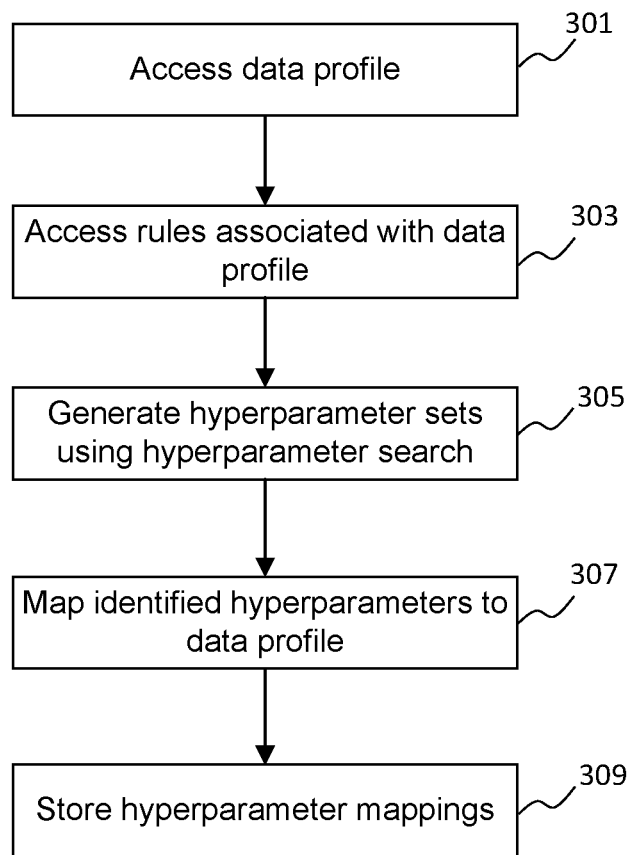 301
Access data profile
303
Access rules associated with data
profile
305
Generate hyperparameter sets
using hyperparameter search
307
Map identified hyperparameters to
data profile
309
Store hyperparameter mappings